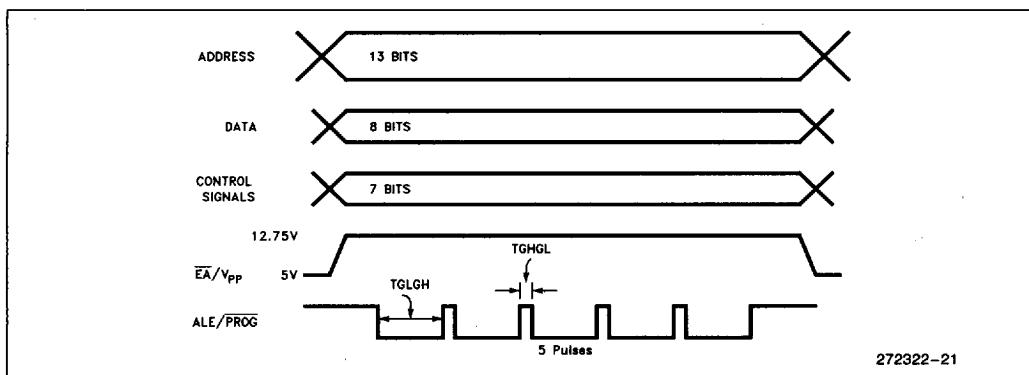 ADDRESS
13 BITS
DATA
8 BITS
CONTROL
SIGNALS
7 BITS
12.75V
TGHGL
EA/VPP
5V
TGLGH
ALE/PROG
5 Pulses
272322-21